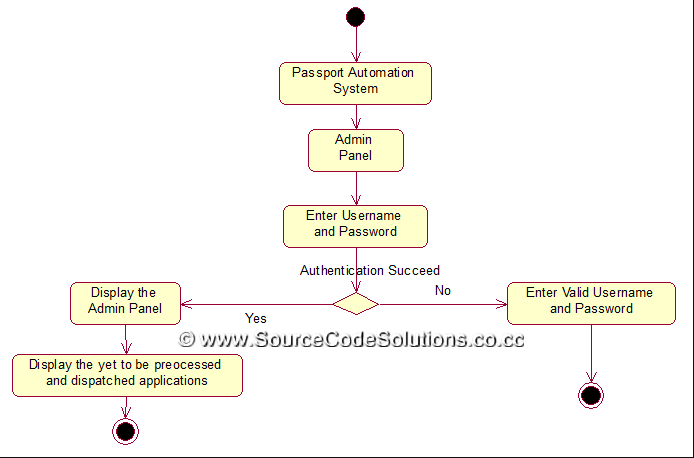 Passport Automation
System
Admin
Panel
Enter Username
and Password
Authentication Succeed
Display the
Admin Panel
Yes
No
Enter Valid Username
and Password
© www.SourceCodeSolutions.co.cc
Display the yet to be preocessed
and dispatched applications